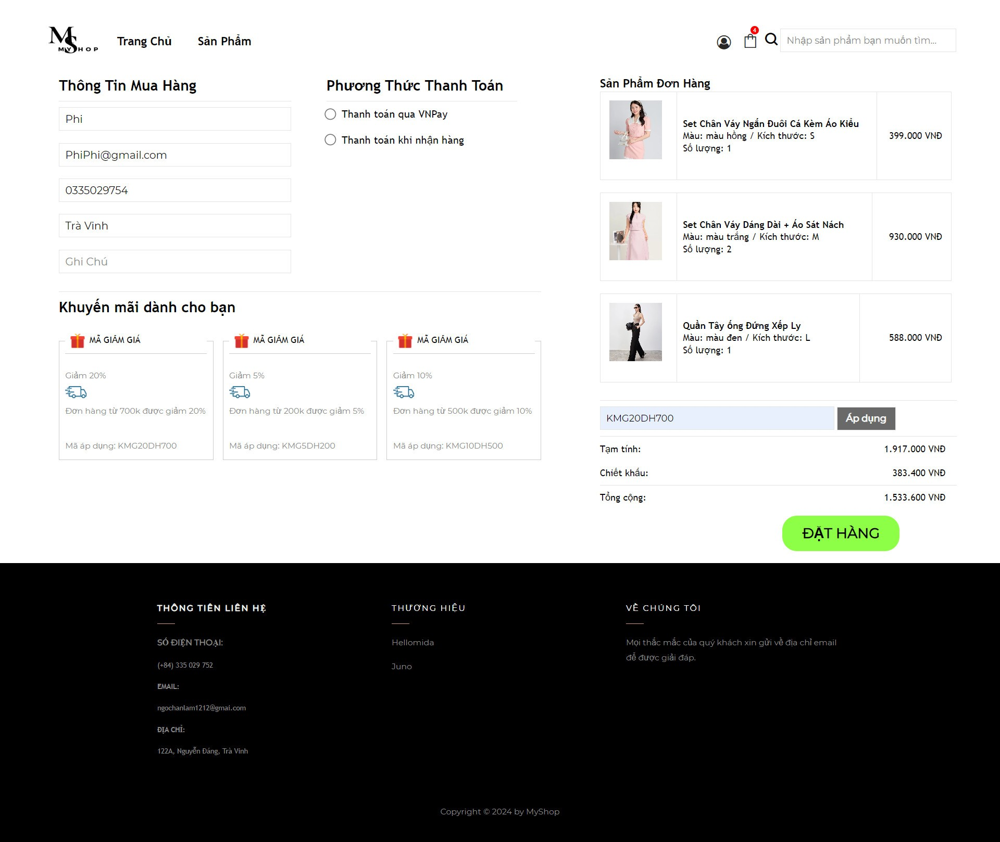 MS
MYSHOP
Trang Chủ
Sản Phẩm
4
Nhập sản phẩm bạn muốn tìm...
Thông Tin Mua Hàng
Phi
PhiPhi@gmail.com
0335029754
Trà Vinh
Ghi Chú
Phương Thức Thanh Toán
Thanh toán qua VNPay
Thanh toán khi nhận hàng
Khuyến mãi dành cho bạn
MÃ GIẢM GIÁ
Giảm 20%
Đơn hàng từ 700k được giảm 20%
Mã áp dụng: KMG20DH700
MÃ GIẢM GIÁ
Giảm 5%
Đơn hàng từ 200k được giảm 5%
Mã áp dụng: KMG5DH200
MÃ GIẢM GIÁ
Giảm 10%
Đơn hàng từ 500k được giảm 10%
Mã áp dụng: KMG10DH500
Sản Phẩm Đơn Hàng
Set Chân Váy Ngắn Đuôi Cá Kèm Áo Kiểu
Màu: màu hồng / Kích thước: S
Số lượng: 1
399.000 VNĐ
Set Chân Váy Dáng Dài + Áo Sát Nách
Màu: màu trắng / Kích thước: M
Số lượng: 2
930.000 VNĐ
Quần Tây ống Đứng Xếp Ly
Màu: màu đen / Kích thước: L
Số lượng: 1
588.000 VNĐ
KMG20DH700
Áp dụng
Tạm tính: 1.917.000 VNĐ
Chiết khấu: 383.400 VNĐ
Tổng cộng: 1.533.600 VNĐ
ĐẶT HÀNG
THÔNG TIÊN LIÊN HỆ
SỐ ĐIỆN THOẠI:
(+84) 335 029 752
EMAIL:
ngochanlam1212@gmai.com
ĐỊA CHỈ:
122A, Nguyễn Đáng, Trà Vinh
THƯƠNG HIỆU
Hellomida
Juno
VỀ CHÚNG TÔI
Mọi thắc mắc của quý khách xin gửi về địa chỉ email
để được giải đáp.
Copyright © 2024 by MyShop